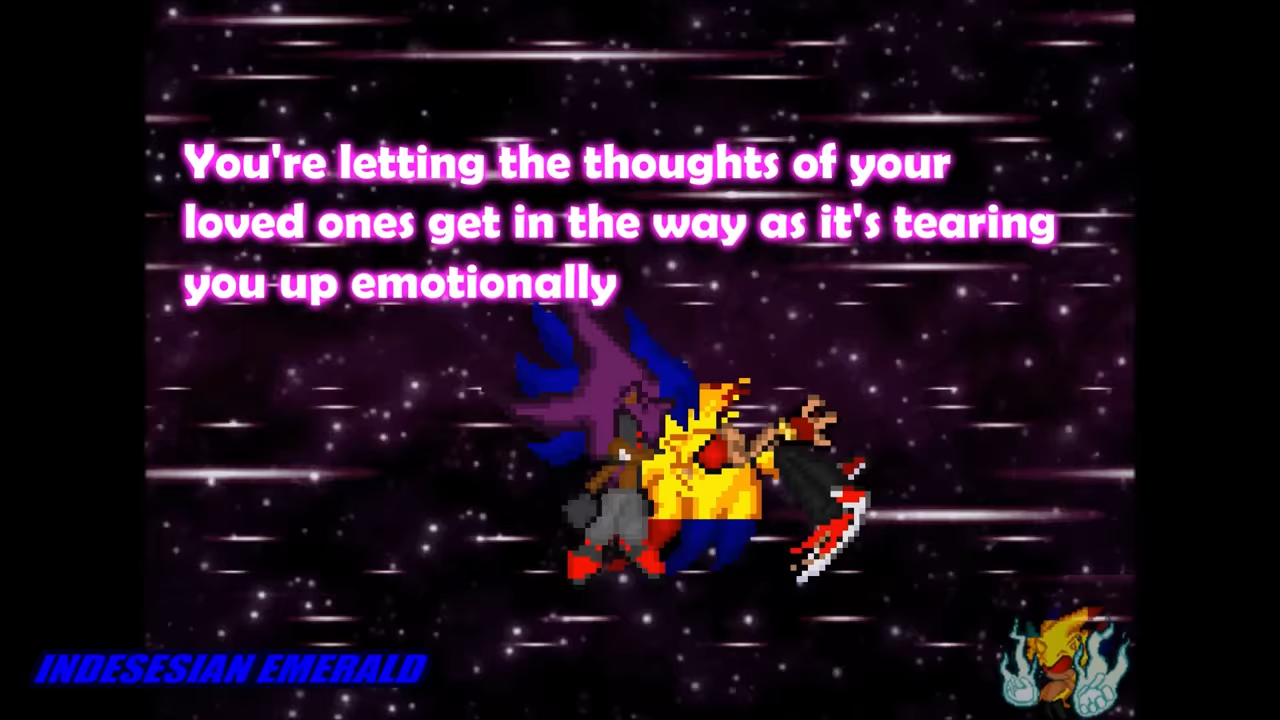 You're letting the thoughts of your
loved ones get in the way as it's tearing
you up emotionally
INDESESIAN EMERALD